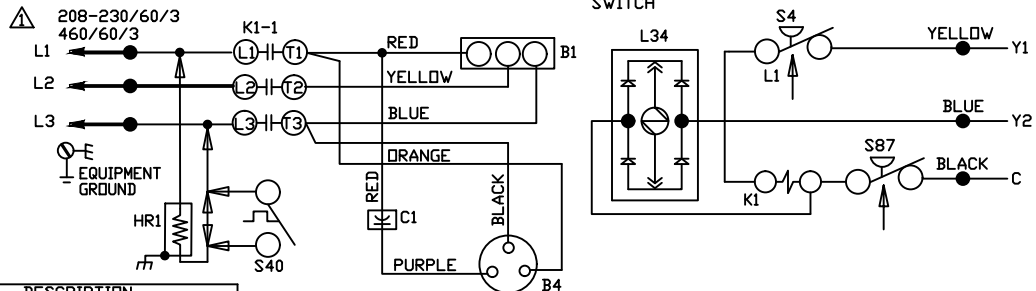 SWITCH
1
208-230/60/3
460/60/3
K1-1
S4
L1
L1
T1
RED
B1
L34
YELLOW
Y1
L1
L2
L2
T2
YELLOW
L3
L3
T3
BLUE
BLUE
Y2
ORANGE
S87
BLACK
C
EQUIPMENT
GROUND
RED
BLACK
K1
HR1
C1
S40
PURPLE
B4